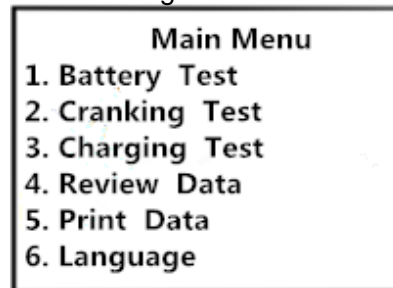 Main Menu
1. Battery Test
2. Cranking Test
3. Charging Test
4. Review Data
5. Print Data
6. Language